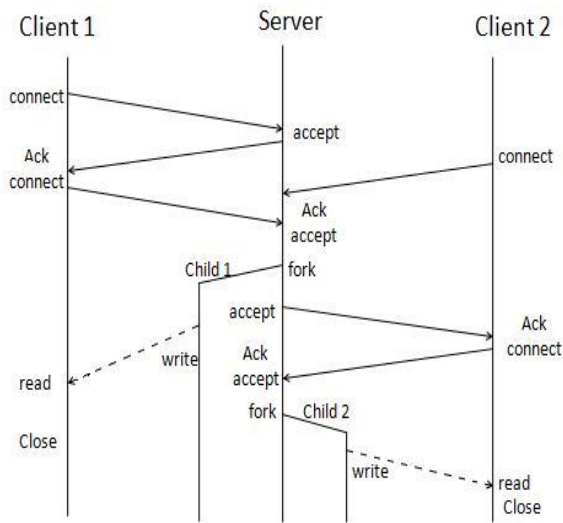 Client 1
Server
Client 2
connect
accept
Ack
connect
connect
Ack
accept
Child 1
fork
accept
Ack
connect
write
Ack
accept
read
fork
Child 2
Close
write
read
Close